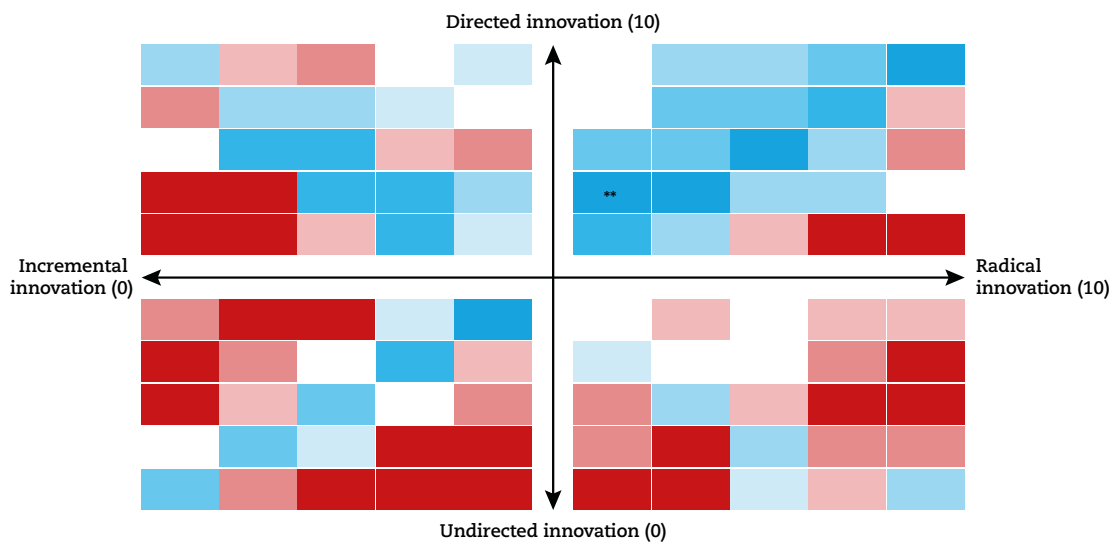 Directed innovation (10)
**
Incremental
innovation (0)
Radical
innovation (10)
Undirected innovation (0)